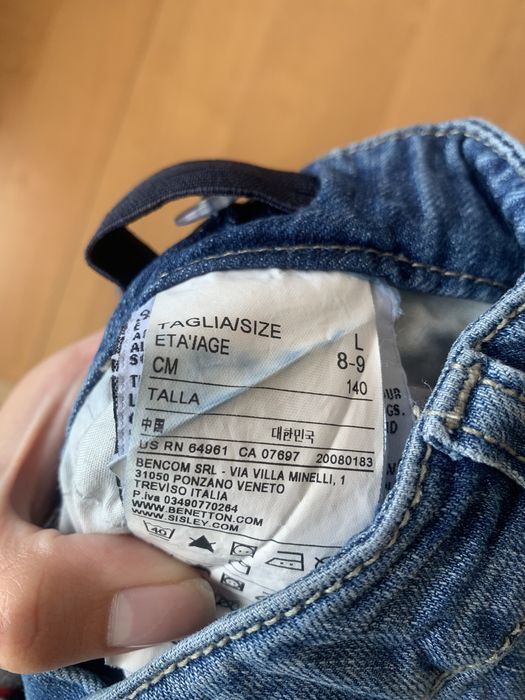 TAGLIA/SIZE L
ETA'/AGE 8-9
CM 140
TALLA
中国 대한민국
US RN 64961 CA 07697 20080183
BENCOM SRL - VIA VILLA MINELLI, 1
31050 PONZANO VENETO
TREVISO ITALIA
P.iva 03490770264
WWW.BENETTON.COM
WWW.SISLEY.COM
40